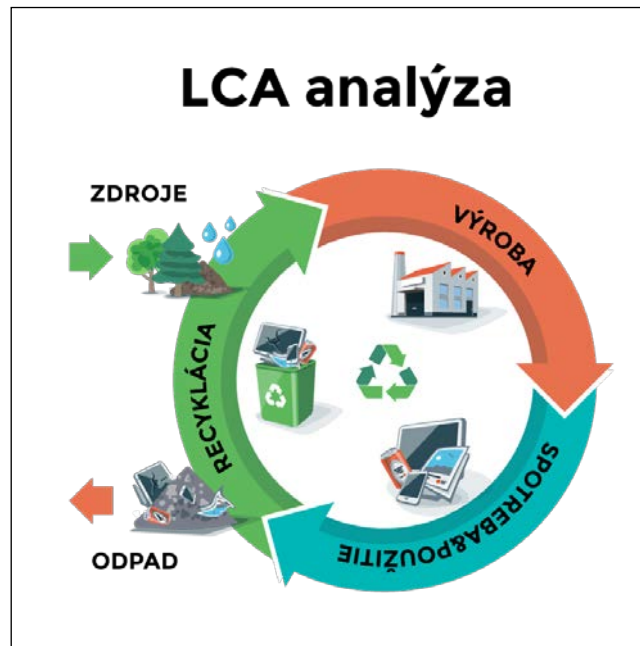 LCA analýza
ZDROJE
VÝROBA
RECYKLÁCIA
SPOTREBA&POUŽITIE
ODPAD